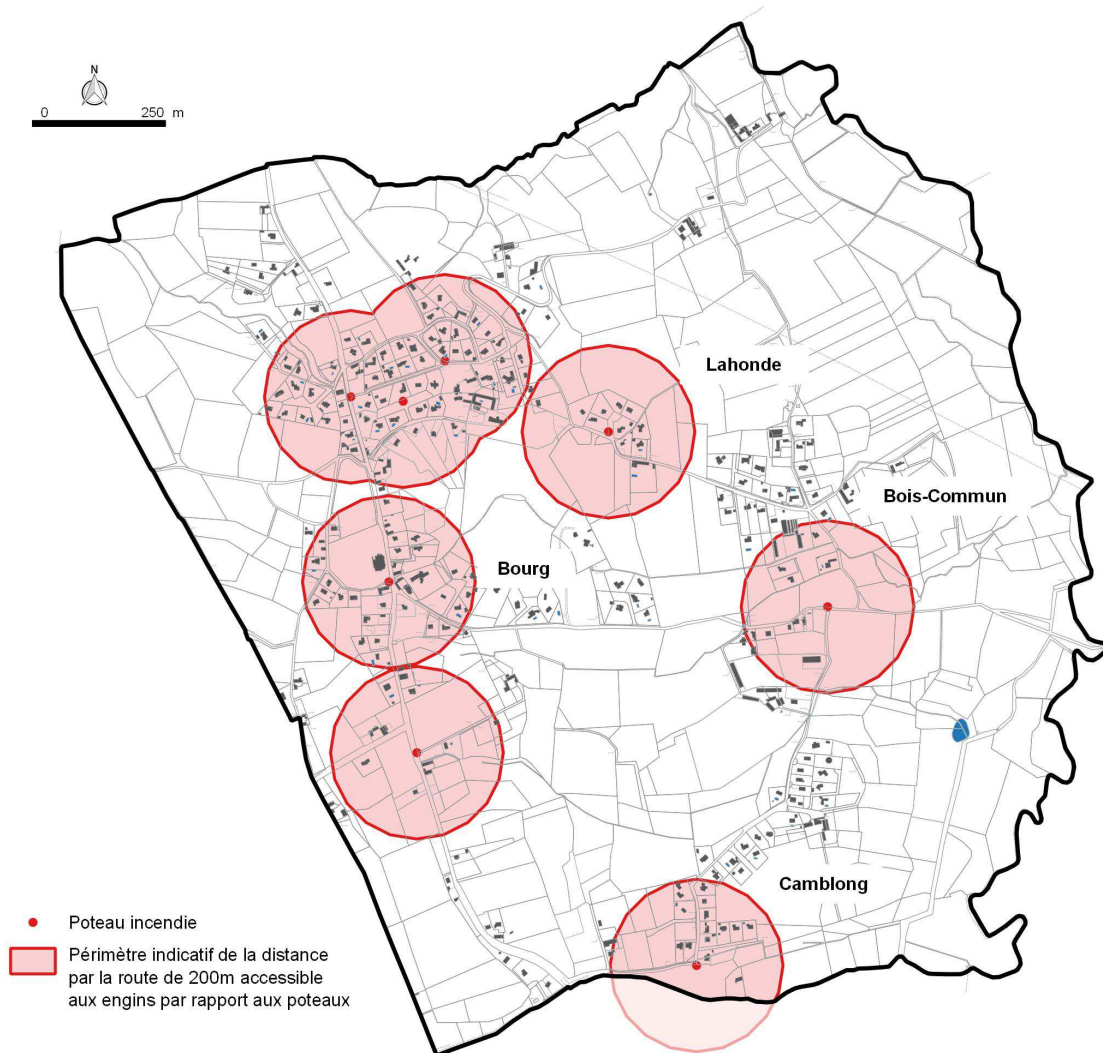 N
0 250 m
Lahonde
Bois-Commun
Bourg
Camblong
Poteau incendie
Périmètre indicatif de la distance
par la route de 200m accessible
aux engins par rapport aux poteaux